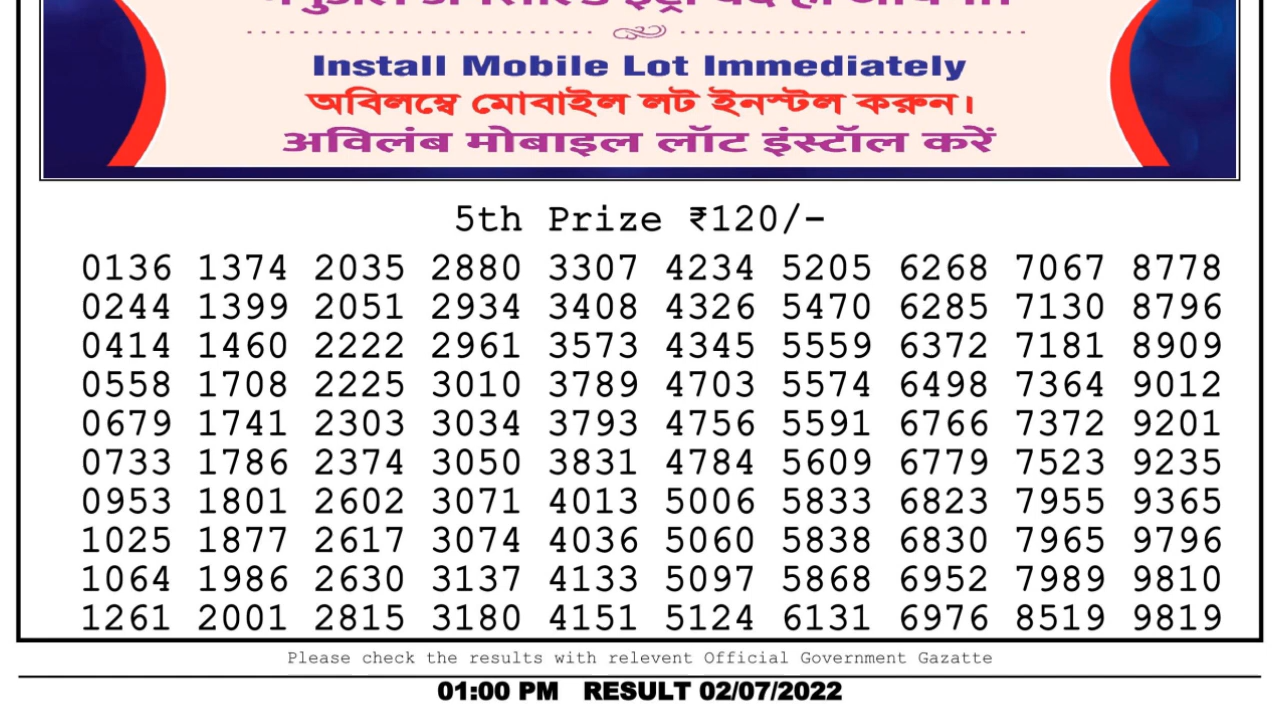 Install Mobile Lot Immediately
অবিলম্বে মোবাইল লট ইনস্টল করুন।
अविलंब मोबाइल लॉट इंस्टॉल करें
5th Prize ₹120/-
0136 1374 2035 2880 3307 4234 5205 6268 7067 8778
0244 1399 2051 2934 3408 4326 5470 6285 7130 8796
0414 1460 2222 2961 3573 4345 5559 6372 7181 8909
0558 1708 2225 3010 3789 4703 5574 6498 7364 9012
0679 1741 2303 3034 3793 4756 5591 6766 7372 9201
0733 1786 2374 3050 3831 4784 5609 6779 7523 9235
0953 1801 2602 3071 4013 5006 5833 6823 7955 9365
1025 1877 2617 3074 4036 5060 5838 6830 7965 9796
1064 1986 2630 3137 4133 5097 5868 6952 7989 9810
1261 2001 2815 3180 4151 5124 6131 6976 8519 9819
Please check the results with relevent Official Government Gazatte
01:00 PM RESULT 02/07/2022